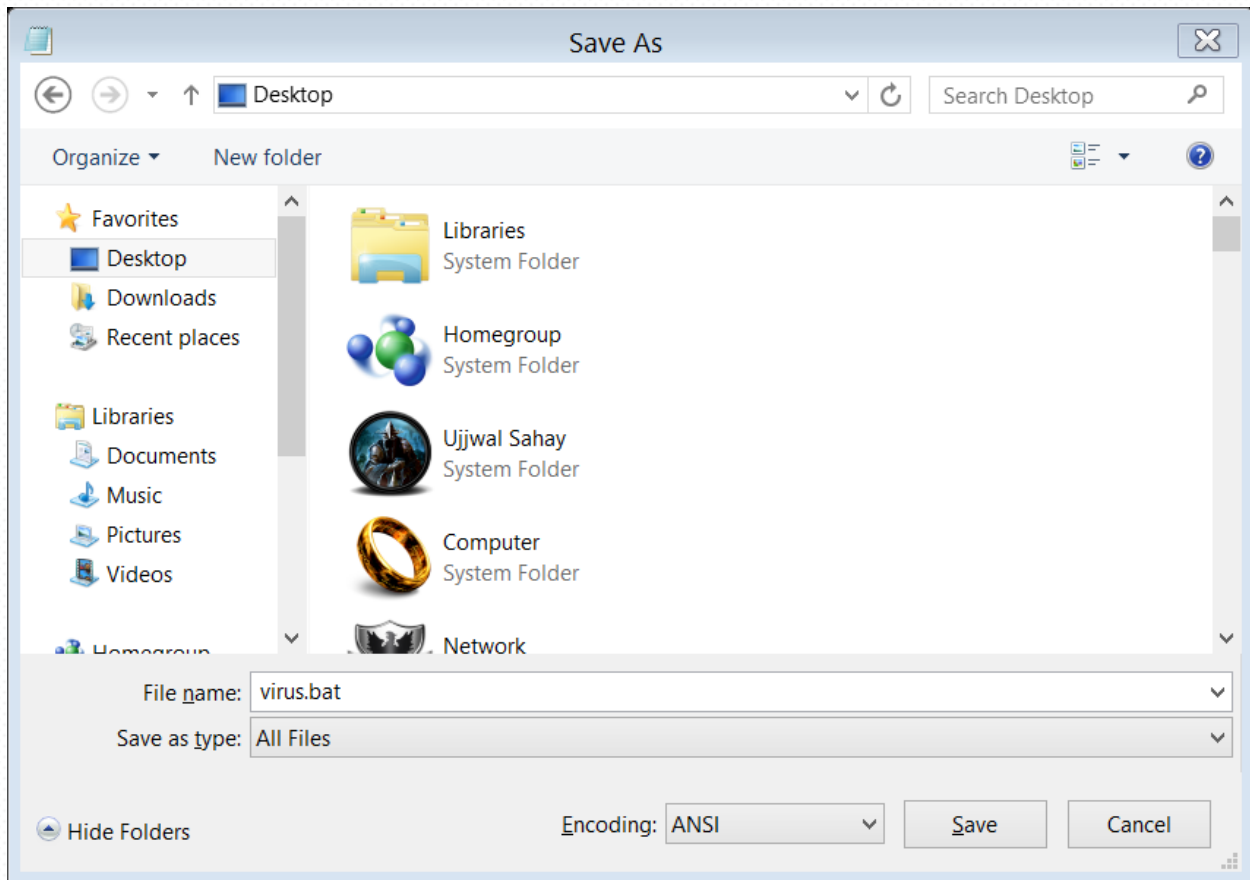 Save As
Desktop
Search Desktop
Organize
New folder
Favorites
Desktop
Downloads
Recent places
Libraries
Documents
Music
Pictures
Videos
Homegroup
Libraries
System Folder
Homegroup
System Folder
Ujjwal Sahay
System Folder
Computer
System Folder
Network
File name: virus.bat
Save as type: All Files
Hide Folders
Encoding: ANSI
Save
Cancel